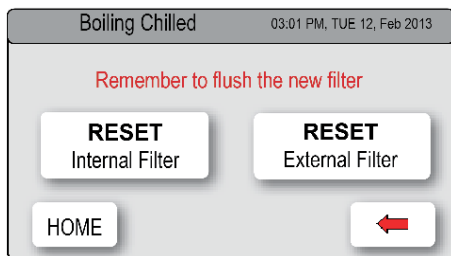 Boiling Chilled 03:01 PM, TUE 12, Feb 2013
Remember to flush the new filter
RESET
Internal Filter
RESET
External Filter
HOME